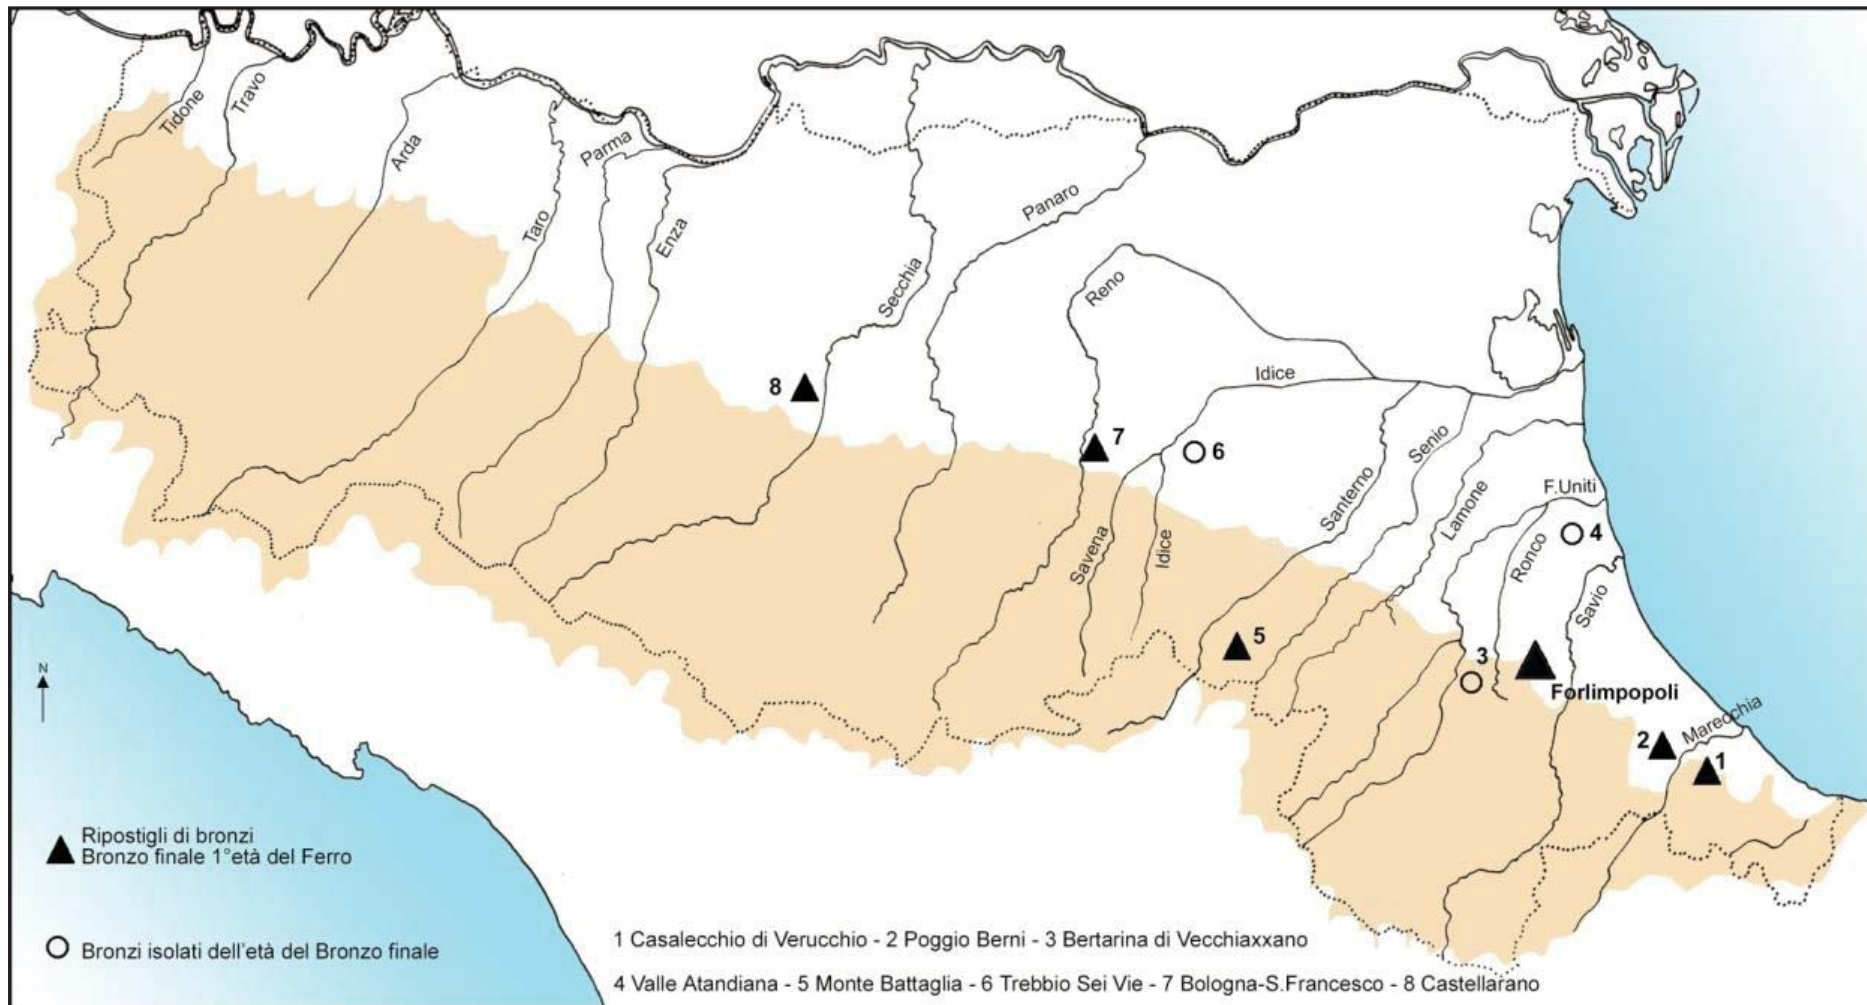 Tidone
Travo
Arda
Taro
Parma
Enza
Secchia
Panaro
Reno
Idice
8
7
6
Savena
Idice
Santerno
Senio
Lamone
F.Uniti
Ronco
4
Savio
5
3
Forlimpopoli
2
Marecchia
1
N
Ripostigli di bronzi
Bronzo finale 1°età del Ferro
Bronzi isolati dell'età del Bronzo finale
1 Casalecchio di Verucchio - 2 Poggio Berni - 3 Bertarina di Vecchiaxxano
4 Valle Atandiana - 5 Monte Battaglia - 6 Trebbio Sei Vie - 7 Bologna-S.Francesco - 8 Castellarano